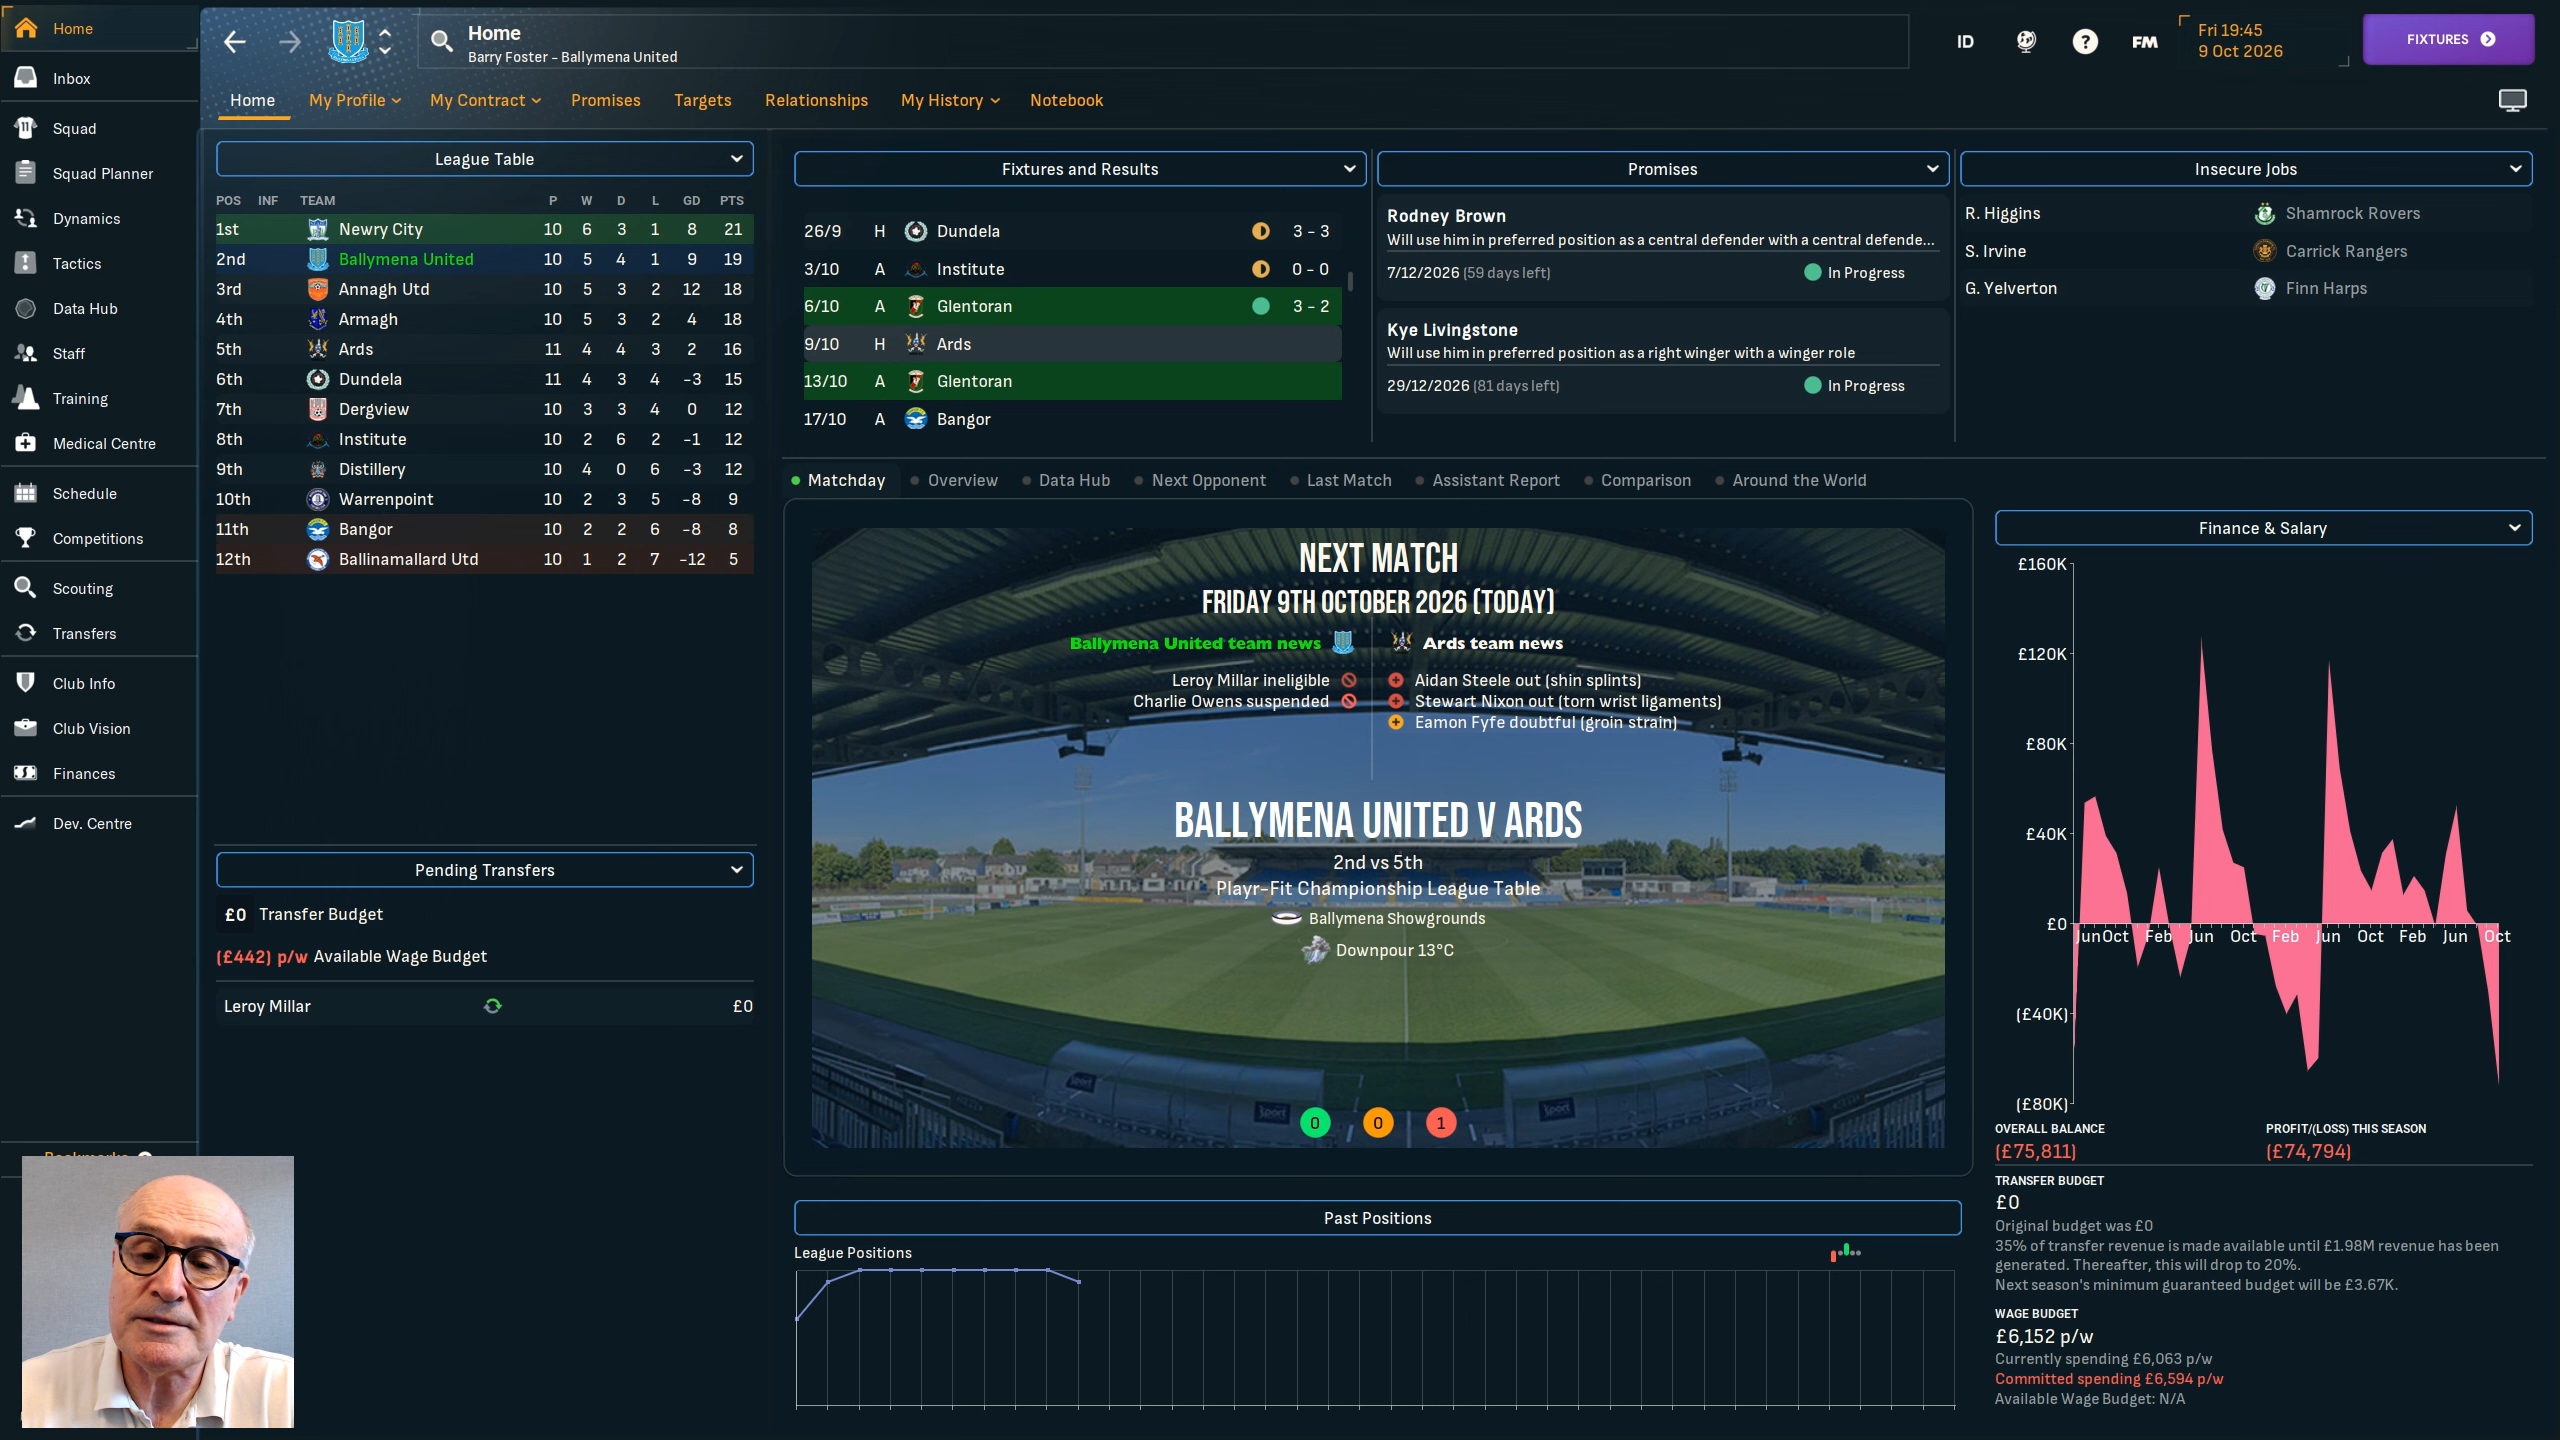 Home
Inbox
Squad
Squad Planner
Dynamics
Tactics
Data Hub
Staff
Training
Medical Centre
Schedule
Competitions
Scouting
Transfers
Club Info
Club Vision
Finances
Dev. Centre
Home
Barry Foster - Ballymena United
ID
FM
Fri 19:45
9 Oct 2026
FIXTURES
Home My Profile My Contract Promises Targets Relationships My History Notebook
League Table
POS INF TEAM P W D L GD PTS
1st Newry City 10 6 3 1 8 21
2nd Ballymena United 10 5 4 1 9 19
3rd Annagh Utd 10 5 3 2 12 18
4th Armagh 10 5 3 2 4 18
5th Ards 11 4 4 3 2 16
6th Dundela 11 4 3 4 -3 15
7th Dergview 10 3 3 4 0 12
8th Institute 10 2 6 2 -1 12
9th Distillery 10 4 0 6 -3 12
10th Warrenpoint 10 2 3 5 -8 9
11th Bangor 10 2 2 6 -8 8
12th Ballinamallard Utd 10 1 2 7 -12 5
Pending Transfers
£0 Transfer Budget
(£442) p/w Available Wage Budget
Leroy Millar £0
Fixtures and Results
26/9 H Dundela 3 - 3
3/10 A Institute 0 - 0
6/10 A Glentoran 3 - 2
9/10 H Ards
13/10 A Glentoran
17/10 A Bangor
Promises
Rodney Brown
Will use him in preferred position as a central defender with a central defende...
7/12/2026 (59 days left) In Progress
Kye Livingstone
Will use him in preferred position as a right winger with a winger role
29/12/2026 (81 days left) In Progress
Insecure Jobs
R. Higgins Shamrock Rovers
S. Irvine Carrick Rangers
G. Yelverton Finn Harps
Matchday Overview Data Hub Next Opponent Last Match Assistant Report Comparison Around the World
NEXT MATCH
FRIDAY 9TH OCTOBER 2026 (TODAY)
Ballymena United team news
Leroy Millar ineligible
Charlie Owens suspended
Ards team news
Aidan Steele out (shin splints)
Stewart Nixon out (torn wrist ligaments)
Eamon Fyfe doubtful (groin strain)
BALLYMENA UNITED V ARDS
2nd vs 5th
Playr-Fit Championship League Table
Ballymena Showgrounds
Downpour 13°C
0 0 1
Past Positions
League Positions
Finance & Salary
£160K
£120K
£80K
£40K
£0
(£40K)
(£80K)
Jun Oct Feb Jun Oct Feb Jun Oct Feb Jun Oct
OVERALL BALANCE
(£75,811)
PROFIT/(LOSS) THIS SEASON
(£74,794)
TRANSFER BUDGET
£0
Original budget was £0
35% of transfer revenue is made available until £1.98M revenue has been
generated. Thereafter, this will drop to 20%.
Next season's minimum guaranteed budget will be £3.67K.
WAGE BUDGET
£6,152 p/w
Currently spending £6,063 p/w
Committed spending £6,594 p/w
Available Wage Budget: N/A